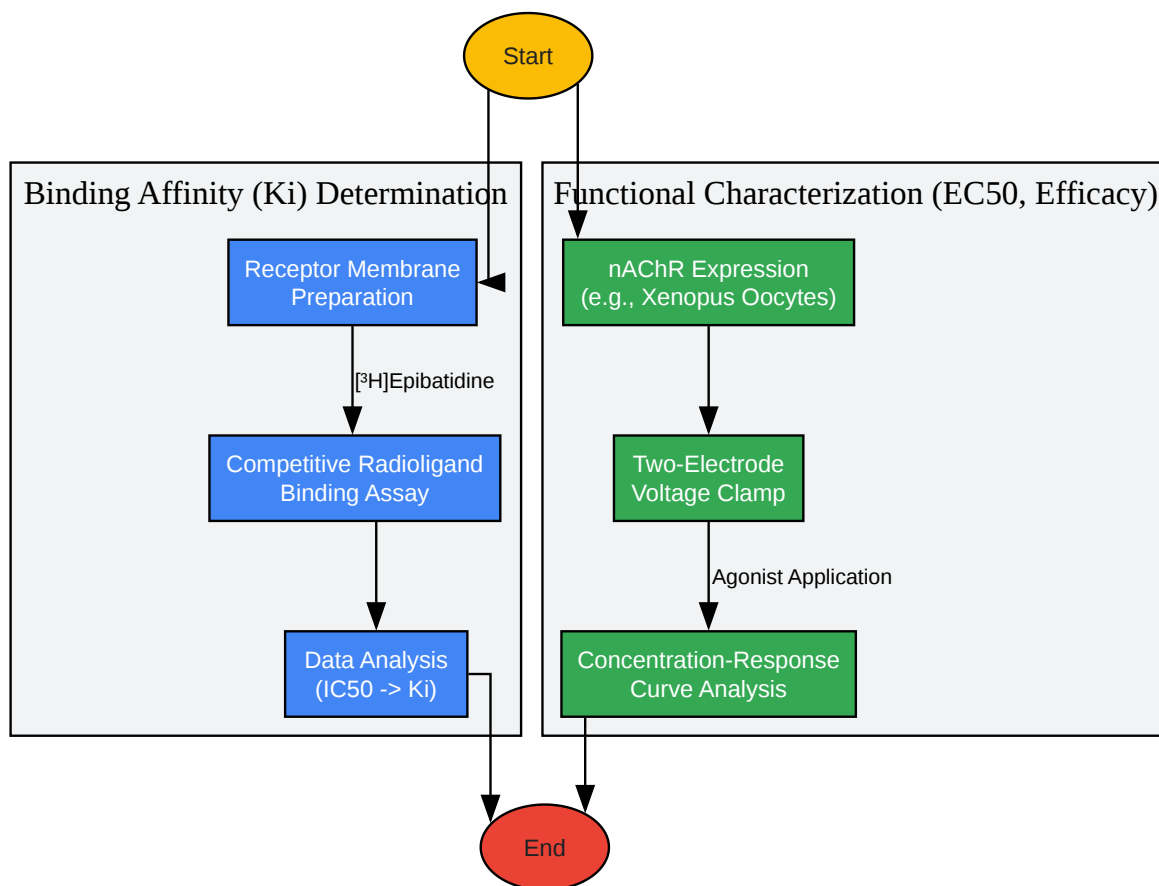 Start
Binding Affinity (Ki) Determination
Receptor Membrane
Preparation
[³H]Epibatidine
Competitive Radioligand
Binding Assay
Data Analysis
(IC50 -> Ki)
Functional Characterization (EC50, Efficacy)
nAChR Expression
(e.g., Xenopus Oocytes)
Two-Electrode
Voltage Clamp
Agonist Application
Concentration-Response
Curve Analysis
End